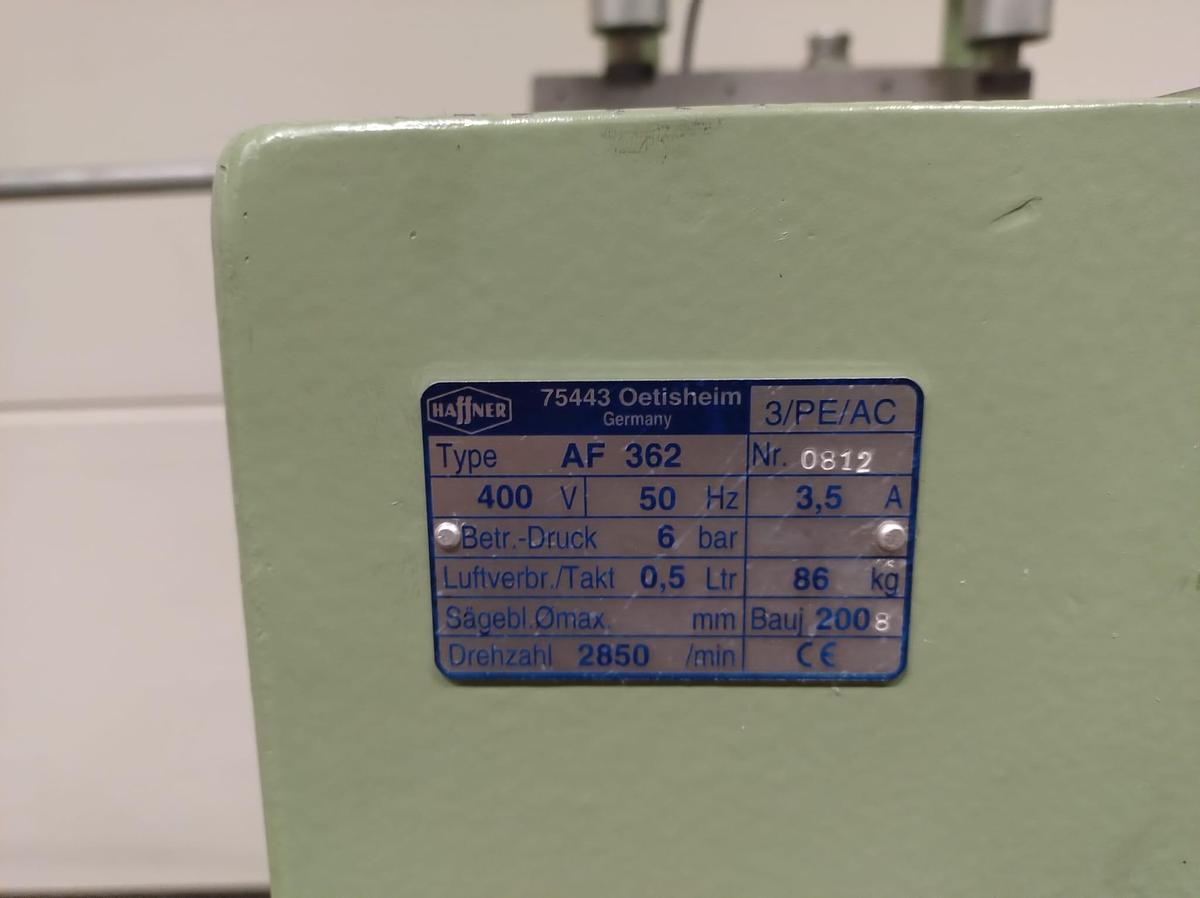 HAffNER 75443 Oetisheim 3/PE/AC
Germany
Type AF 362 Nr. 0812
400 V 50 Hz 3,5 A
Betr.-Druck 6 bar
Luftverbr./Takt 0,5 Ltr 86 kg
Sägebl.Ømax. mm Bauj 2008
Drehzahl 2850 /min CE